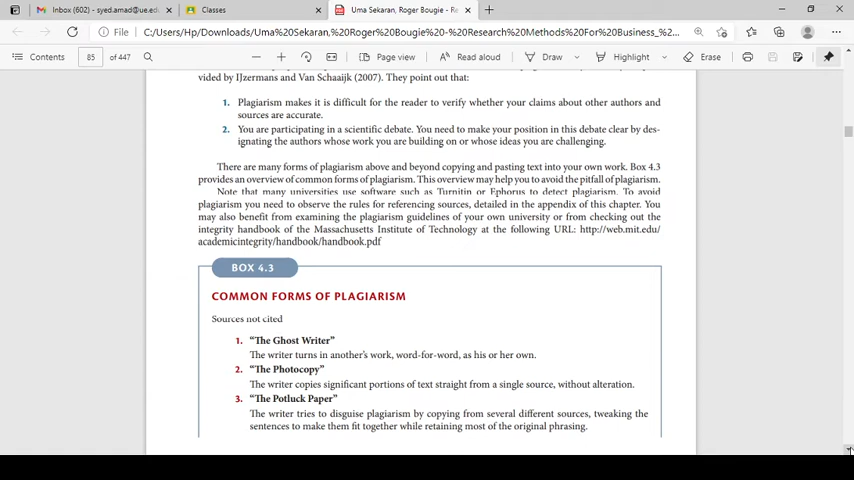 Inbox (602) - syed.amad@ue.ed
Classes
Uma Sekaran, Roger Bougie - Re
File
C:/Users/Hp/Downloads/Uma%20Sekaran,%20Roger%20Bougie%20-%20Research%20Methods%20For%20Business_%...
Contents
85
of 447
Page view
Read aloud
Draw
Highlight
Erase
vided by IJzermans and Van Schaaijk (2007). They point out that:
1. Plagiarism makes it is difficult for the reader to verify whether your claims about other authors and
sources are accurate.
2. You are participating in a scientific debate. You need to make your position in this debate clear by des-
ignating the authors whose work you are building on or whose ideas you are challenging.
There are many forms of plagiarism above and beyond copying and pasting text into your own work. Box 4.3
provides an overview of common forms of plagiarism. This overview may help you to avoid the pitfall of plagiarism.
Note that many universities use software such as Turnitin or Ephorus to detect plagiarism. To avoid
plagiarism you need to observe the rules for referencing sources, detailed in the appendix of this chapter. You
may also benefit from examining the plagiarism guidelines of your own university or from checking out the
integrity handbook of the Massachusetts Institute of Technology at the following URL: http://web.mit.edu/
academicintegrity/handbook/handbook.pdf
BOX 4.3
COMMON FORMS OF PLAGIARISM
Sources not cited
1. “The Ghost Writer”
The writer turns in another’s work, word-for-word, as his or her own.
2. “The Photocopy”
The writer copies significant portions of text straight from a single source, without alteration.
3. “The Potluck Paper”
The writer tries to disguise plagiarism by copying from several different sources, tweaking the
sentences to make them fit together while retaining most of the original phrasing.